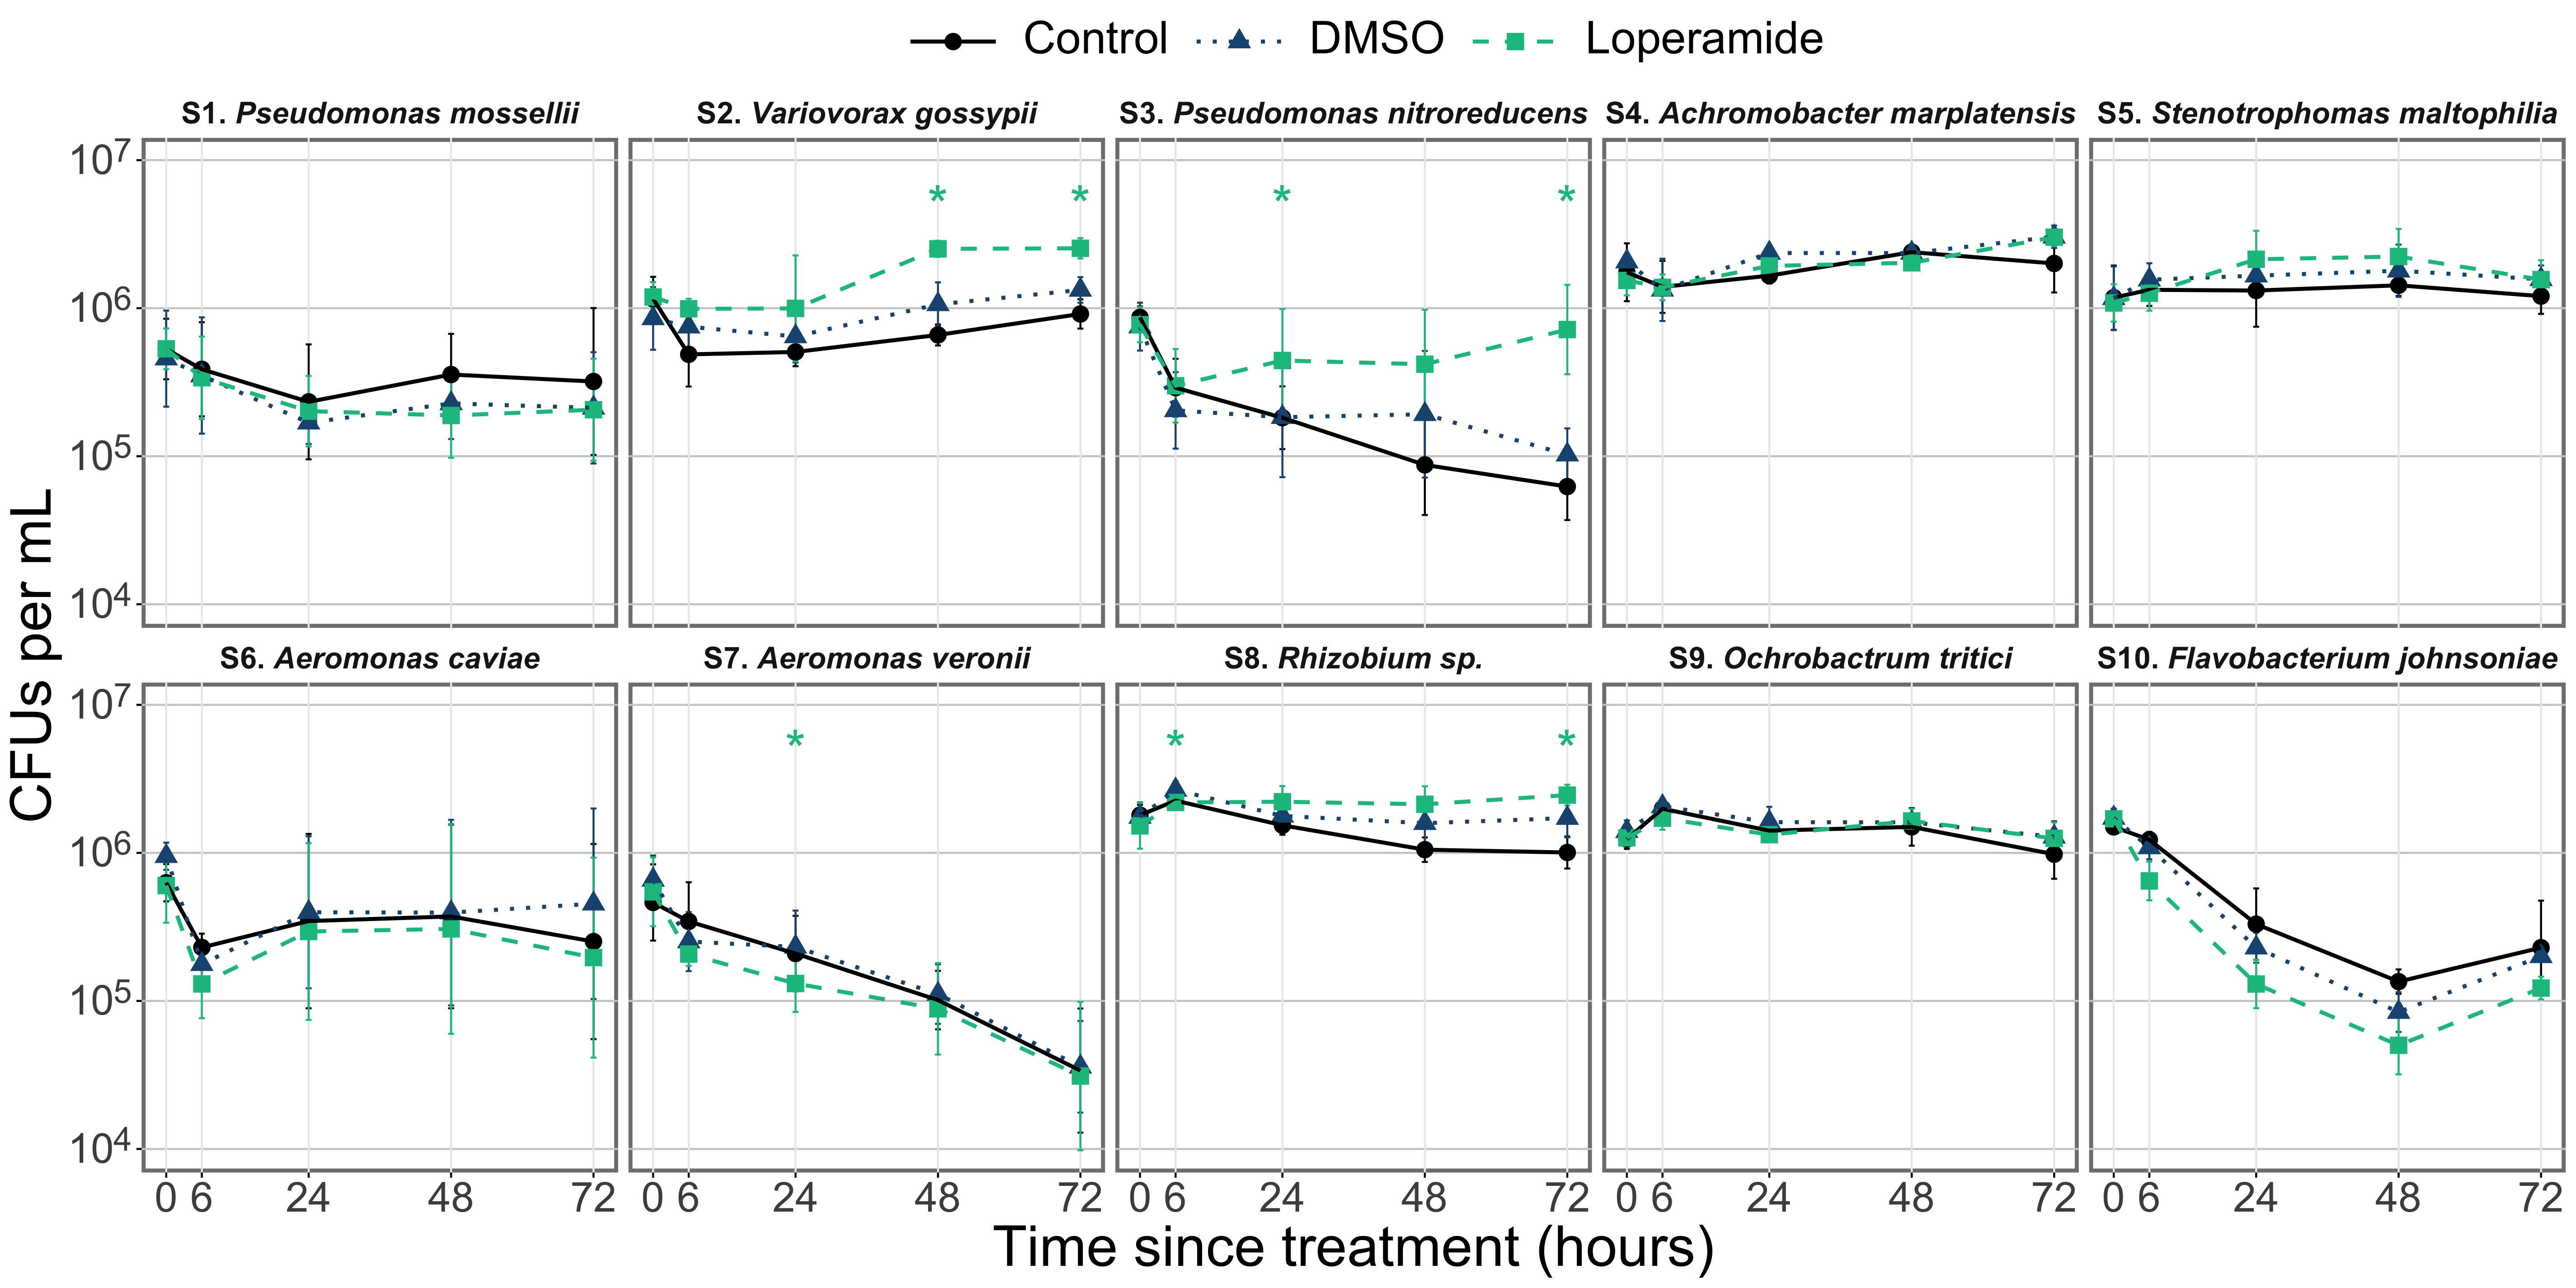 Control DMSO Loperamide
S1. Pseudomonas mossellii S2. Variovorax gossypii S3. Pseudomonas nitroreducens S4. Achromobacter marplatensis S5. Stenotrophomas maltophilia
10^7
* * * *
10^6
10^5
10^4
CFUs per mL
S6. Aeromonas caviae S7. Aeromonas veronii S8. Rhizobium sp. S9. Ochrobactrum tritici S10. Flavobacterium johnsoniae
10^7
* * *
10^6
10^5
10^4
0 6 24 48 72 0 6 24 48 72 0 6 24 48 72 0 6 24 48 72 0 6 24 48 72
Time since treatment (hours)